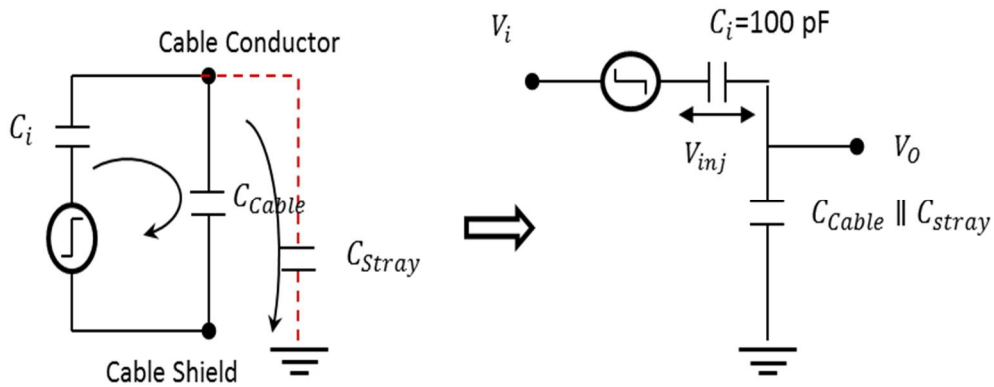 Cable Conductor
C_i
C_Cable
C_Stray
Cable Shield
V_i
C_i=100 pF
V_inj
V_O
C_Cable ∥ C_stray